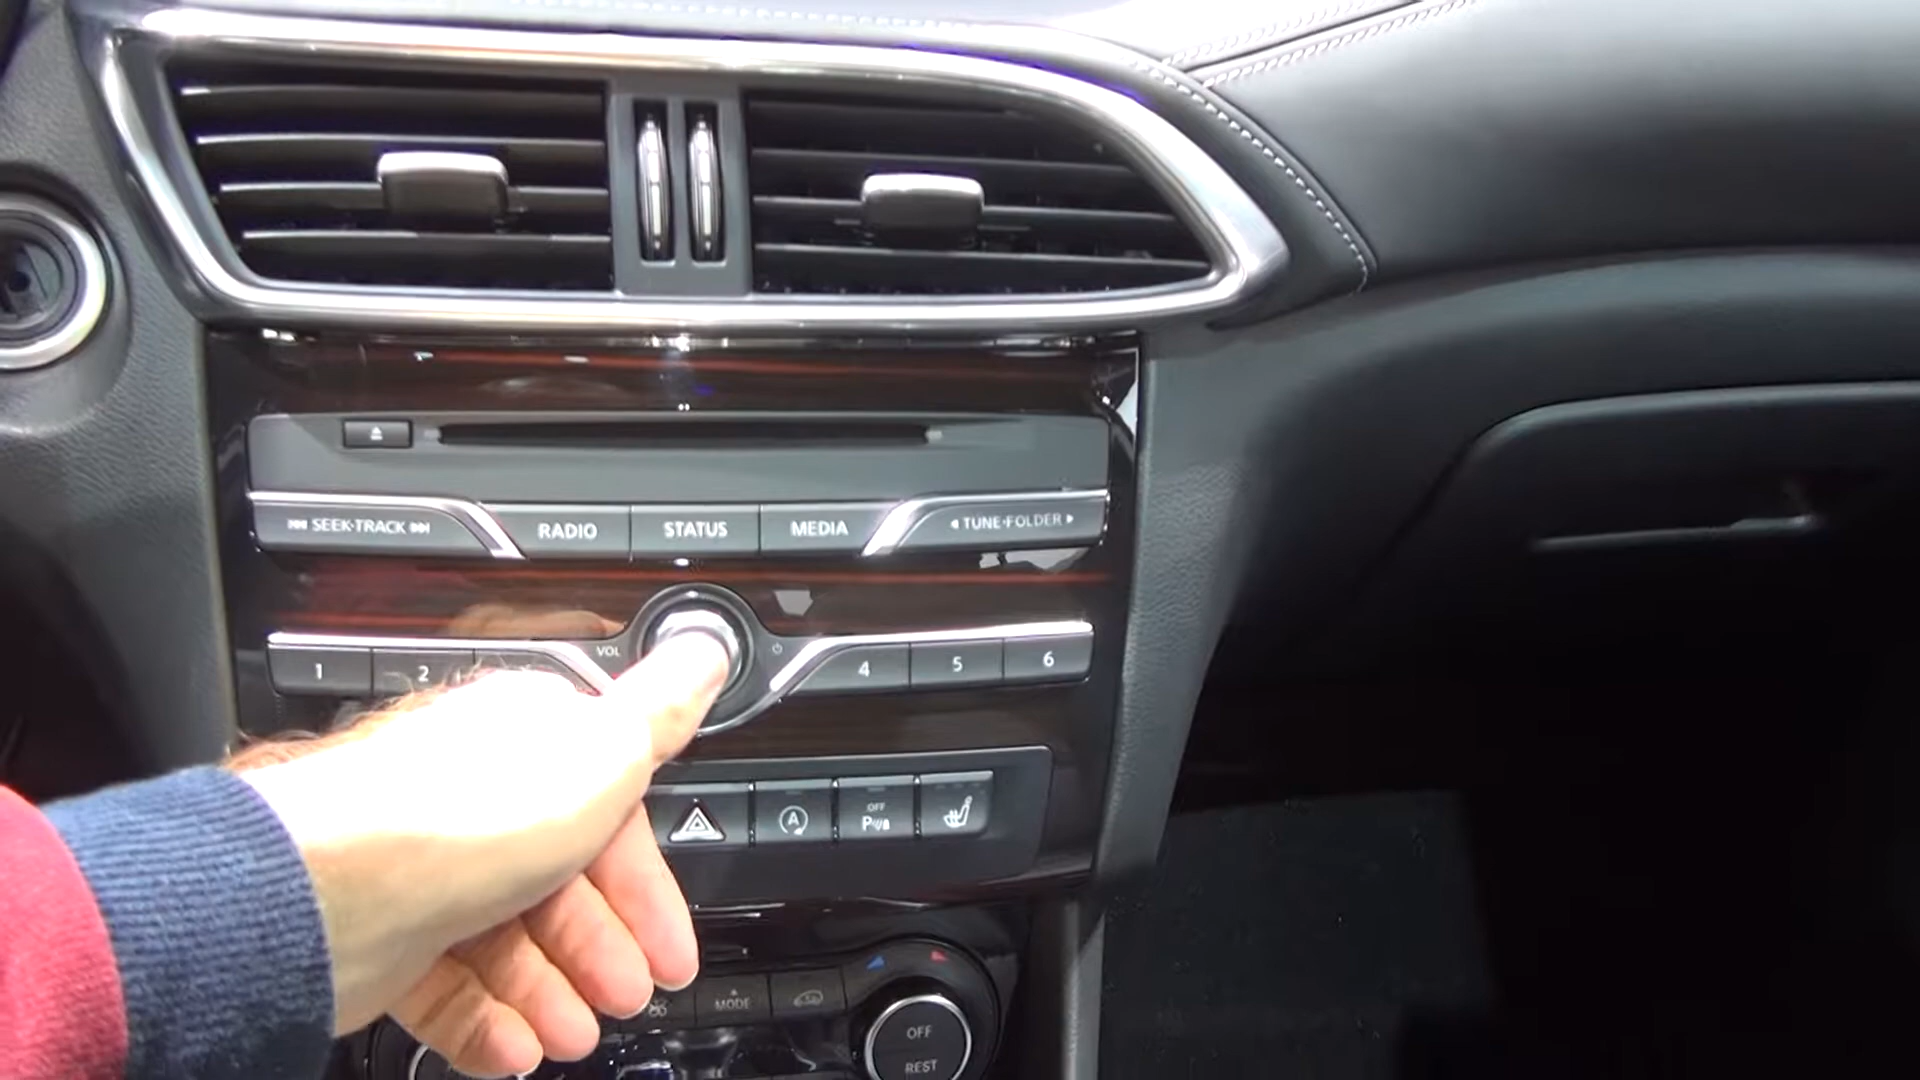 SEEK·TRACK
RADIO
STATUS
MEDIA
TUNE·FOLDER
VOL
1
2
4
5
6
A
OFF
MODE
OFF
REST